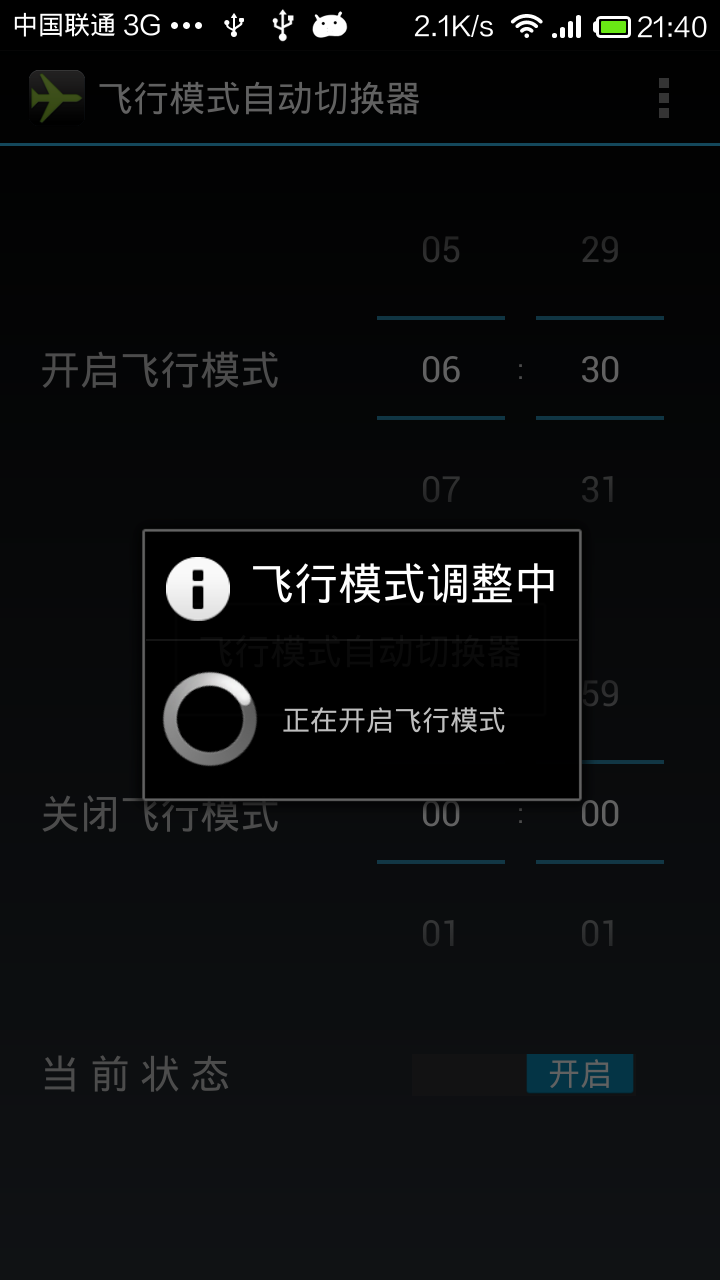 中国联通 3G 2.1K/s 21:40
飞行模式自动切换器
05 29
开启飞行模式 06 : 30
07 31
飞行模式调整中
飞行模式自动切换器
59
正在开启飞行模式
关闭飞行模式 00 : 00
01 01
当前状态 开启